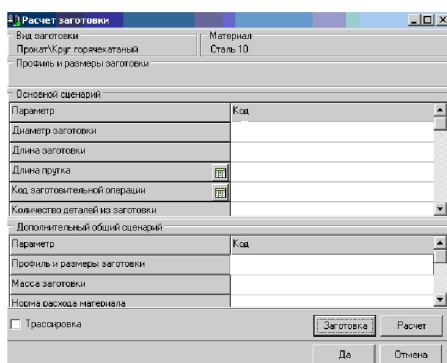 Расчет заготовки
Вид заготовки
Прокат\Круг горячекатаный
Материал
Сталь 10
Профиль и размеры заготовки
Основной сценарий
Параметр Код
Диаметр заготовки
Длина заготовки
Длина прутка
Код заготовительной операции
Количество деталей из заготовки
Дополнительный общий сценарий
Параметр Код
Профиль и размеры заготовки
Масса заготовки
Норма расхода материала
Трассировка
Заготовка Расчет
Да Отмена